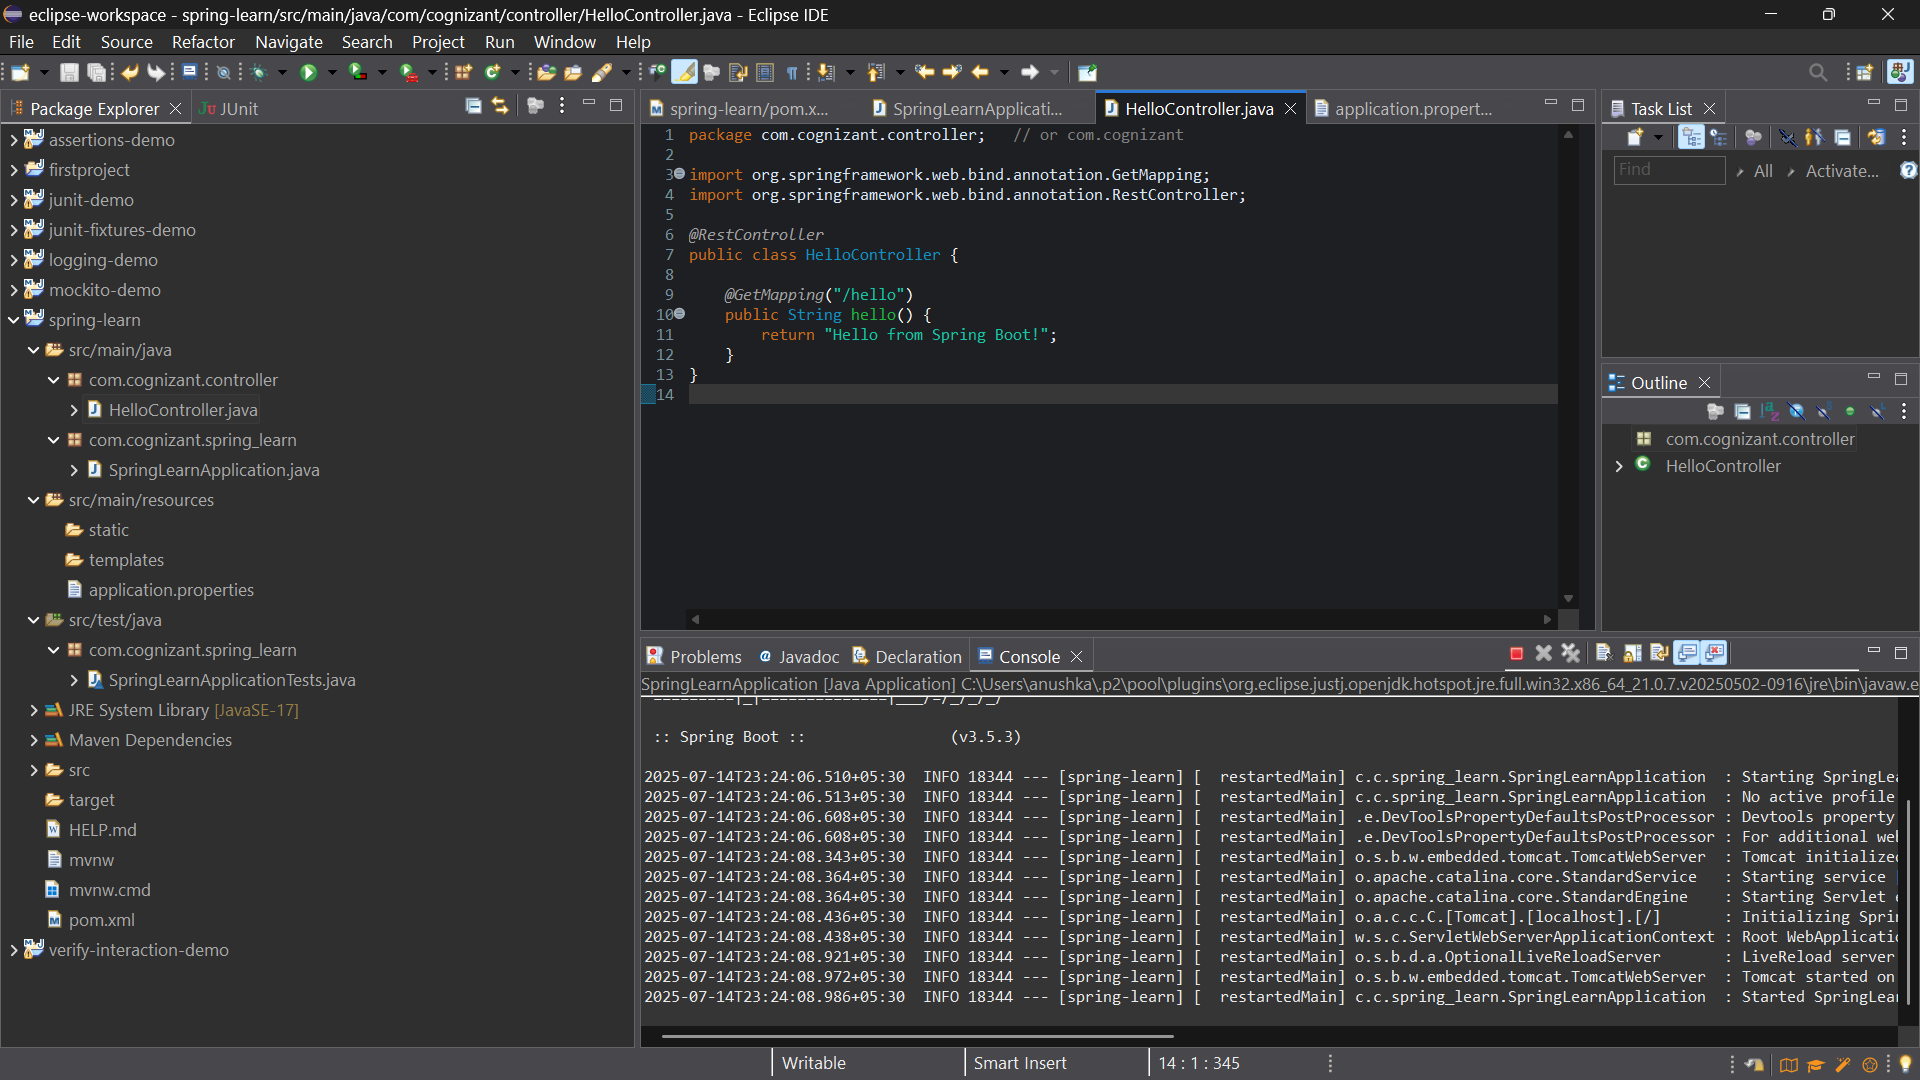 eclipse-workspace - spring-learn/src/main/java/com/cognizant/controller/HelloController.java - Eclipse IDE
File Edit Source Refactor Navigate Search Project Run Window Help
Package Explorer
JUnit
assertions-demo
firstproject
junit-demo
junit-fixtures-demo
logging-demo
mockito-demo
spring-learn
src/main/java
com.cognizant.controller
HelloController.java
com.cognizant.spring_learn
SpringLearnApplication.java
src/main/resources
static
templates
application.properties
src/test/java
com.cognizant.spring_learn
SpringLearnApplicationTests.java
JRE System Library [JavaSE-17]
Maven Dependencies
src
target
HELP.md
mvnw
mvnw.cmd
pom.xml
verify-interaction-demo
spring-learn/pom.x...
SpringLearnApplicati...
HelloController.java
application.propert...
1 package com.cognizant.controller;   // or com.cognizant
2
3 import org.springframework.web.bind.annotation.GetMapping;
4 import org.springframework.web.bind.annotation.RestController;
5
6 @RestController
7 public class HelloController {
8
9     @GetMapping("/hello")
10     public String hello() {
11         return "Hello from Spring Boot!";
12     }
13 }
14
Task List
Find
All
Activate...
Outline
com.cognizant.controller
HelloController
Problems
Javadoc
Declaration
Console
SpringLearnApplication [Java Application] C:\Users\anushka\.p2\pool\plugins\org.eclipse.justj.openjdk.hotspot.jre.full.win32.x86_64_21.0.7.v20250502-0916\jre\bin\javaw.e
:: Spring Boot ::                (v3.5.3)
2025-07-14T23:24:06.510+05:30  INFO 18344 --- [spring-learn] [  restartedMain] c.c.spring_learn.SpringLearnApplication  : Starting SpringLea
2025-07-14T23:24:06.513+05:30  INFO 18344 --- [spring-learn] [  restartedMain] c.c.spring_learn.SpringLearnApplication  : No active profile
2025-07-14T23:24:06.608+05:30  INFO 18344 --- [spring-learn] [  restartedMain] .e.DevToolsPropertyDefaultsPostProcessor : Devtools property
2025-07-14T23:24:06.608+05:30  INFO 18344 --- [spring-learn] [  restartedMain] .e.DevToolsPropertyDefaultsPostProcessor : For additional web
2025-07-14T23:24:08.343+05:30  INFO 18344 --- [spring-learn] [  restartedMain] o.s.b.w.embedded.tomcat.TomcatWebServer  : Tomcat initialized
2025-07-14T23:24:08.364+05:30  INFO 18344 --- [spring-learn] [  restartedMain] o.apache.catalina.core.StandardService   : Starting service
2025-07-14T23:24:08.364+05:30  INFO 18344 --- [spring-learn] [  restartedMain] o.apache.catalina.core.StandardEngine    : Starting Servlet
2025-07-14T23:24:08.436+05:30  INFO 18344 --- [spring-learn] [  restartedMain] o.a.c.c.C.[Tomcat].[localhost].[/]       : Initializing Sprin
2025-07-14T23:24:08.438+05:30  INFO 18344 --- [spring-learn] [  restartedMain] w.s.c.ServletWebServerApplicationContext : Root WebApplicatio
2025-07-14T23:24:08.921+05:30  INFO 18344 --- [spring-learn] [  restartedMain] o.s.b.d.a.OptionalLiveReloadServer       : LiveReload server
2025-07-14T23:24:08.972+05:30  INFO 18344 --- [spring-learn] [  restartedMain] o.s.b.w.embedded.tomcat.TomcatWebServer  : Tomcat started on
2025-07-14T23:24:08.986+05:30  INFO 18344 --- [spring-learn] [  restartedMain] c.c.spring_learn.SpringLearnApplication  : Started SpringLear
Writable
Smart Insert
14 : 1 : 345